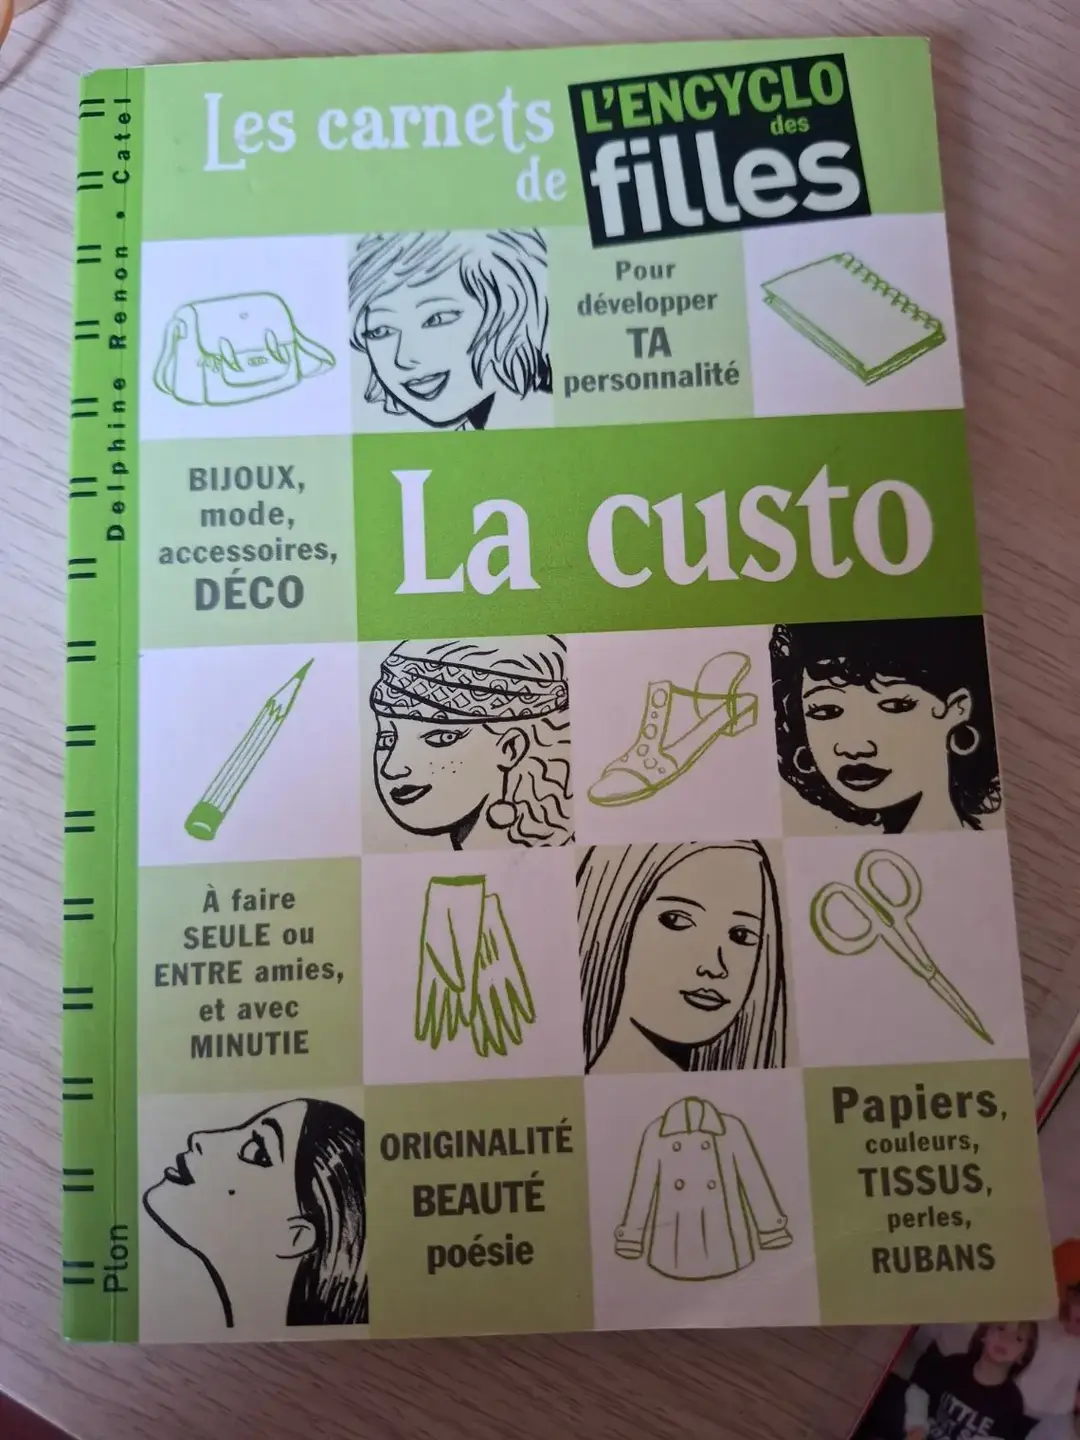 Les carnets
de
L'ENCYCLO
des
filles
Pour
développer
TA
personnalité
BIJOUX,
mode,
accessoires,
DÉCO
La custo
À faire
SEULE ou
ENTRE amies,
et avec
MINUTIE
ORIGINALITÉ
BEAUTÉ
poésie
Papiers,
couleurs,
TISSUS,
perles,
RUBANS
Delphine Renon • Catel
Plon